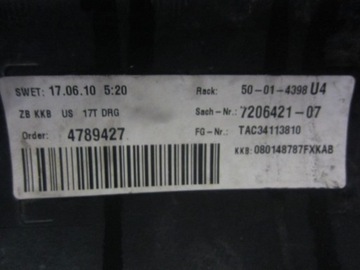 SWET: 17.06.10 5:20 Rack: 50-01-4398 U4
ZB KKB US 17T DRG Sach-Nr.: 7206421-07
Order: 4789427 FG-Nr.: TAC34113810
KKB: 080148787FXKAB